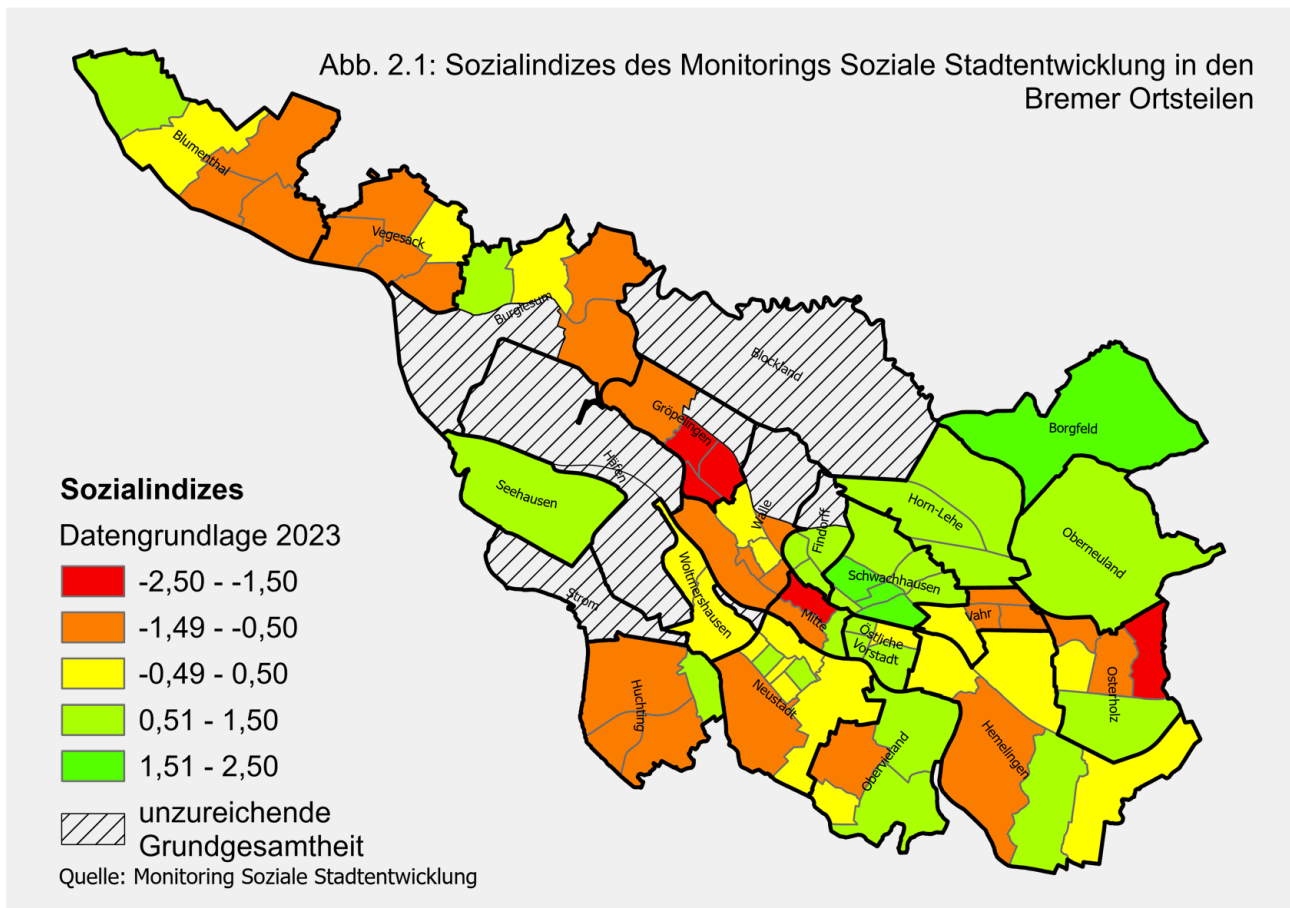 Abb. 2.1: Sozialindizes des Monitorings Soziale Stadtentwicklung in den
Bremer Ortsteilen
Blumenthal
Vegesack
Burglesum
Blockland
Borgfeld
Gröpelingen
Häfen
Seehausen
Walle
Findorff
Horn-Lehe
Oberneuland
Strom
Woltmershausen
Schwachhausen
Mitte
Vahr
Östliche
Vorstadt
Huchting
Neustadt
Obervieland
Hemelingen
Osterholz
Sozialindizes
Datengrundlage 2023
-2,50 - -1,50
-1,49 - -0,50
-0,49 - 0,50
0,51 - 1,50
1,51 - 2,50
unzureichende
Grundgesamtheit
Quelle: Monitoring Soziale Stadtentwicklung